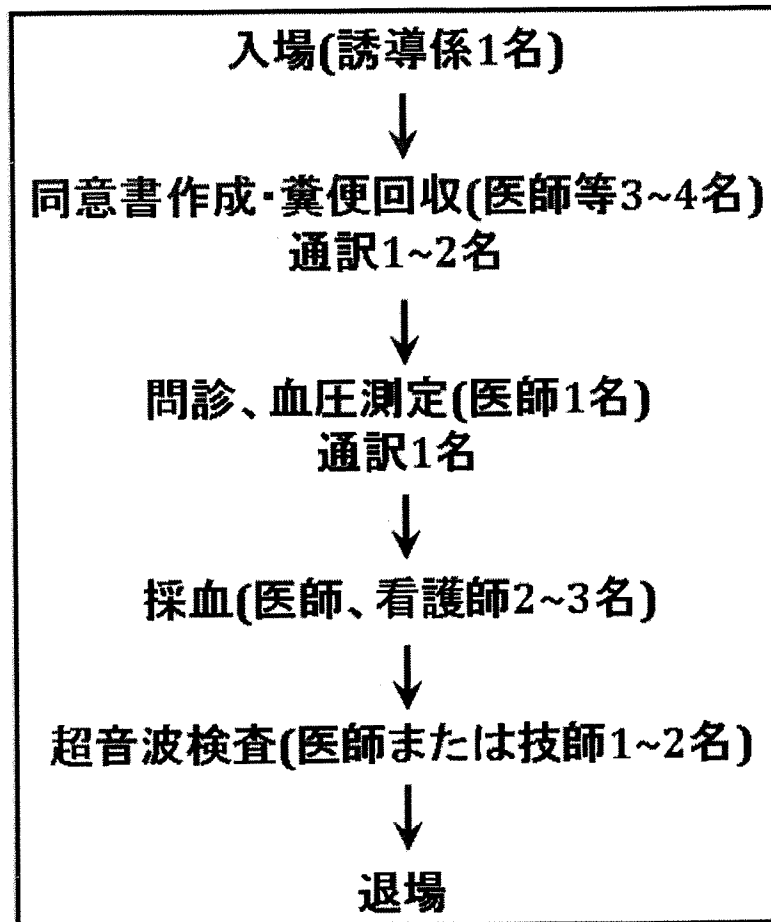 入場(誘導係1名)
↓
同意書作成・糞便回収(医師等3~4名)
通訳1~2名
↓
問診、血圧測定(医師1名)
通訳1名
↓
採血(医師、看護師2~3名)
↓
超音波検査(医師または技師1~2名)
↓
退場